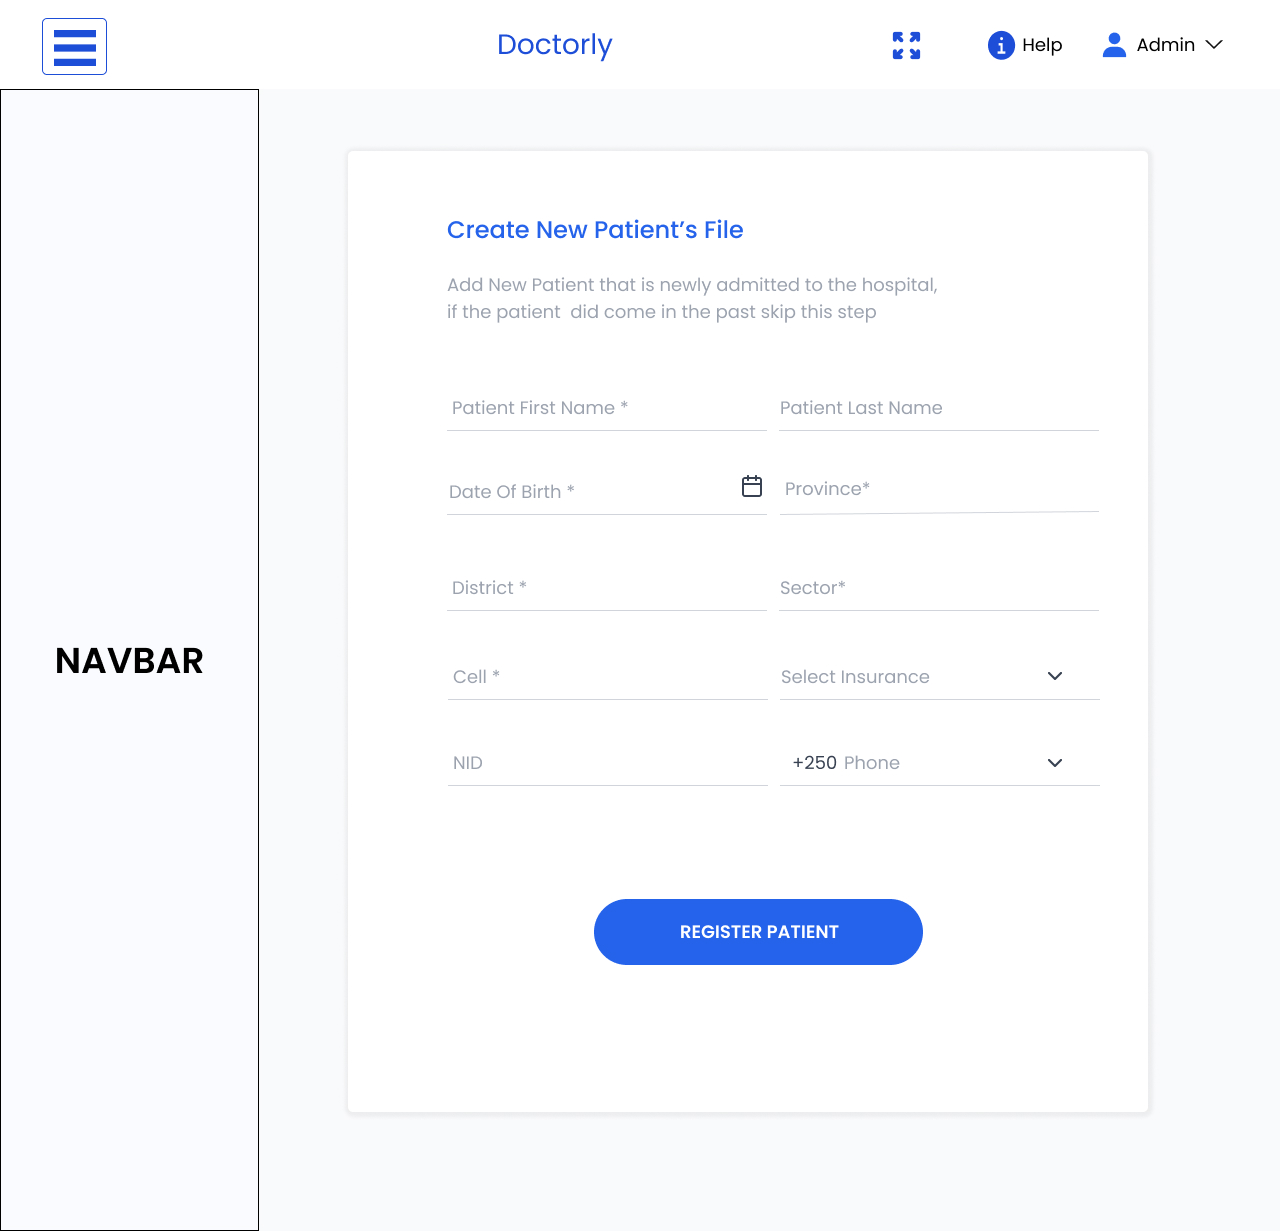 Doctorly
Help
Admin
NAVBAR
Create New Patient’s File
Add New Patient that is newly admitted to the hospital,
if the patient  did come in the past skip this step
Patient First Name *
Patient Last Name
Date Of Birth *
Province*
District *
Sector*
Cell *
Select Insurance
NID
+250 Phone
REGISTER PATIENT